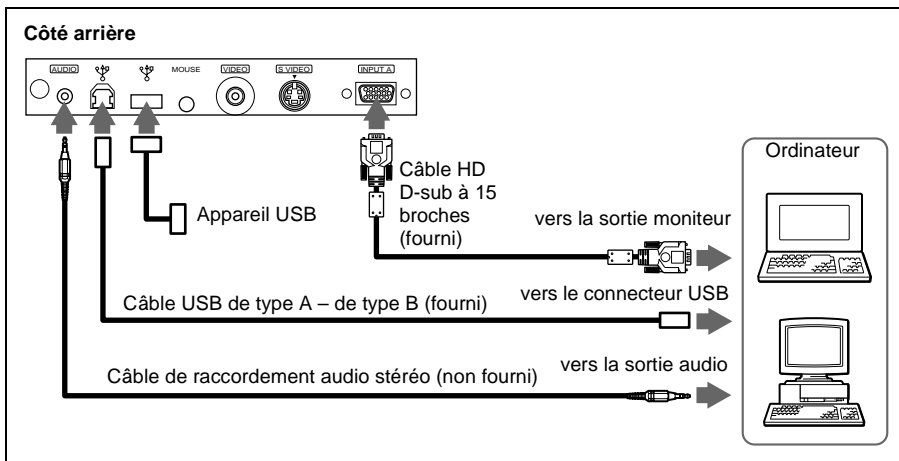 Côté arrière
AUDIO
MOUSE
VIDEO
S VIDEO
INPUT A
Ordinateur
Câble HD
D-sub à 15
broches
(fourni)
Appareil USB
vers la sortie moniteur
Câble USB de type A – de type B (fourni)
vers le connecteur USB
Câble de raccordement audio stéréo (non fourni)
vers la sortie audio